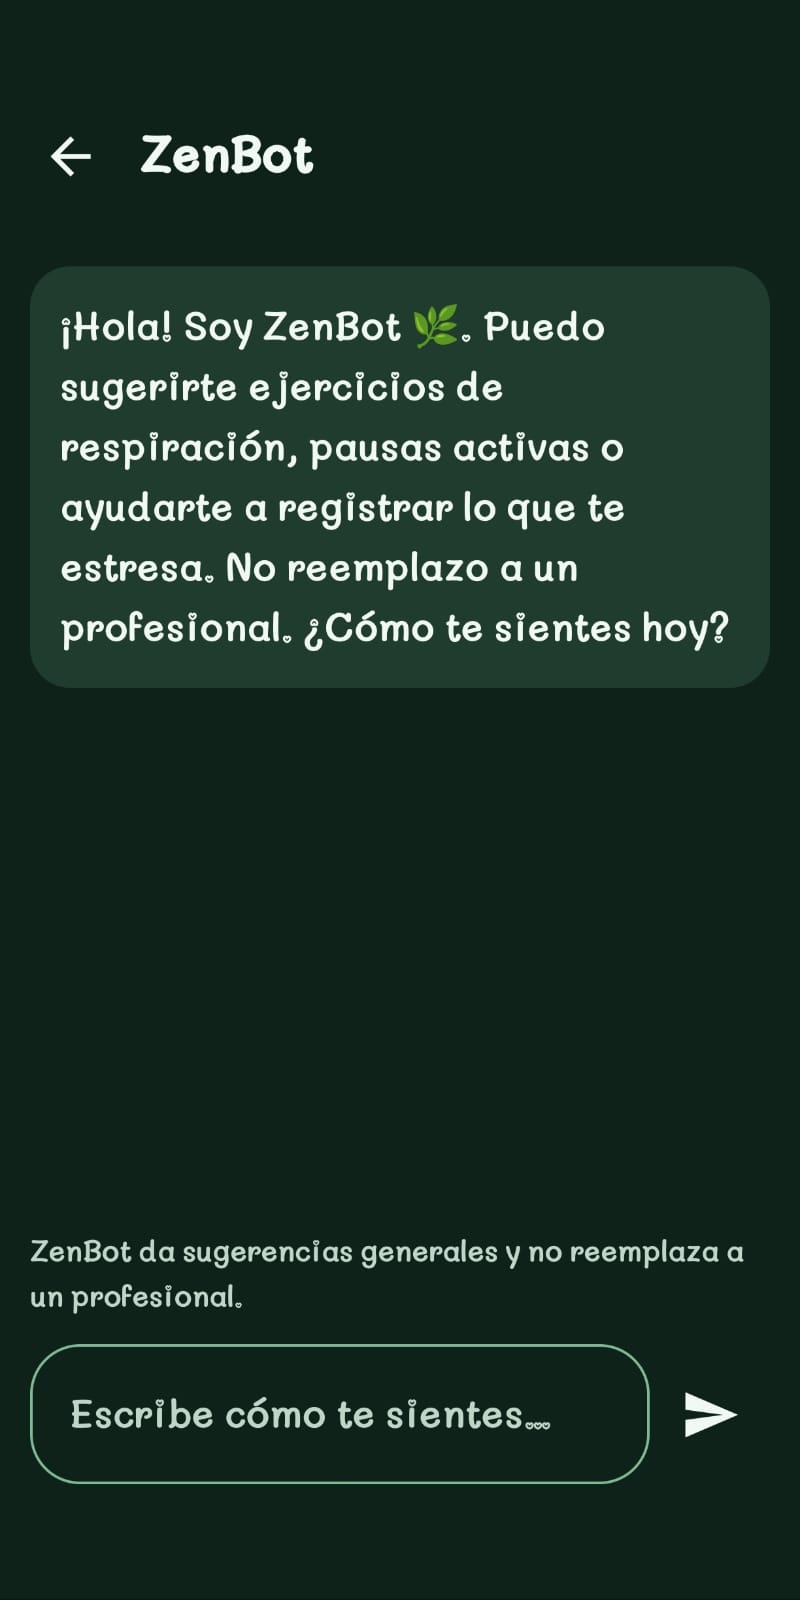 ZenBot
¡Hola! Soy ZenBot 🌿. Puedo
sugerirte ejercicios de
respiración, pausas activas o
ayudarte a registrar lo que te
estresa. No reemplazo a un
profesional. ¿Cómo te sientes hoy?
ZenBot da sugerencias generales y no reemplaza a
un profesional.
Escribe cómo te sientes...